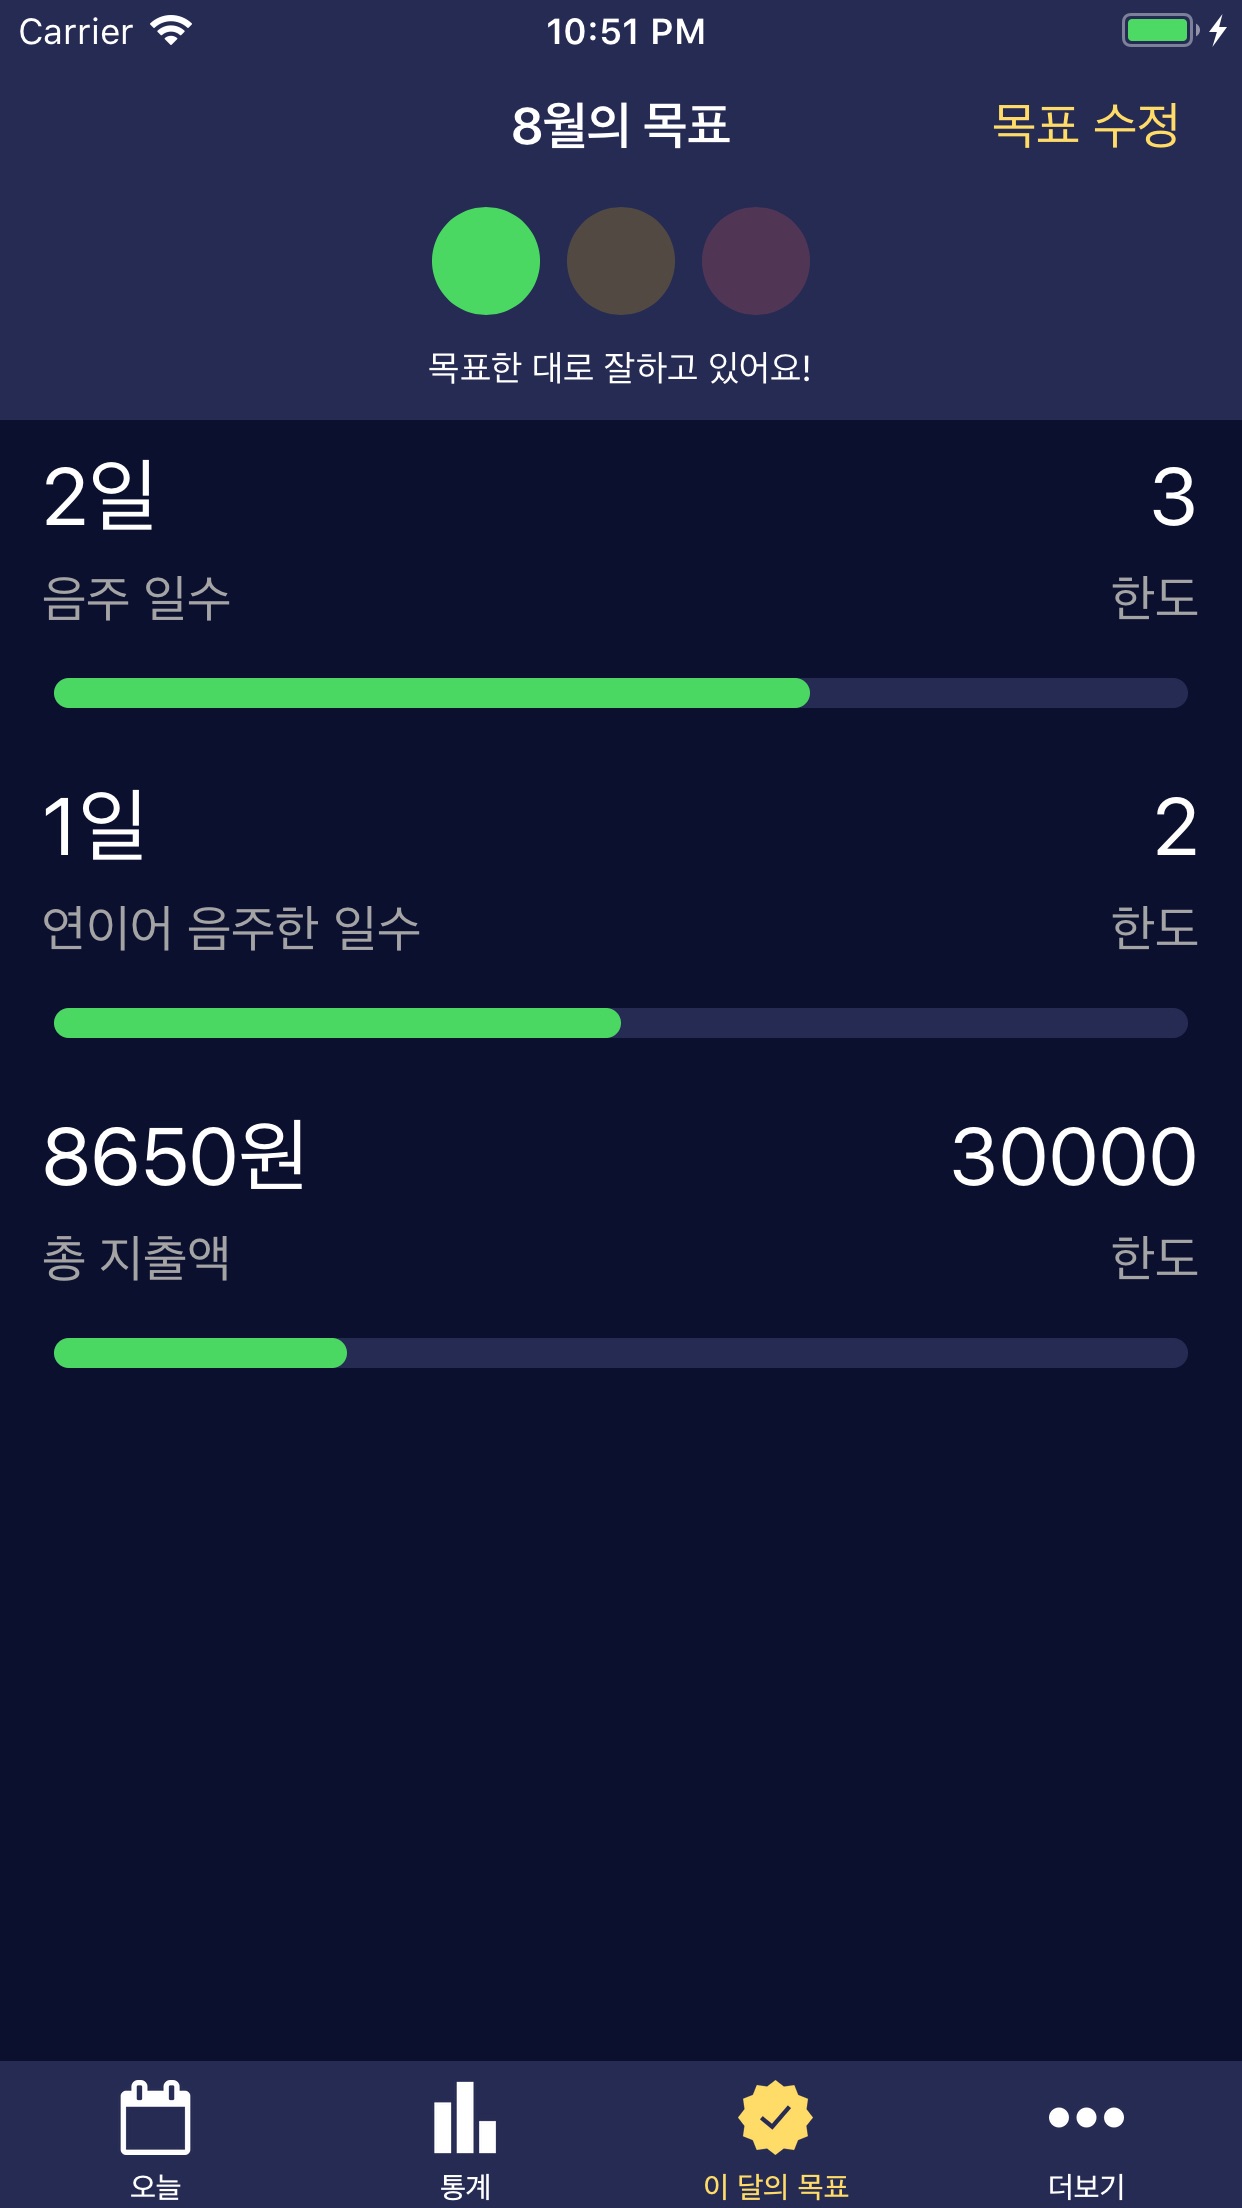 Carrier 10:51 PM
8월의 목표 목표 수정
목표한 대로 잘하고 있어요!
2일 3
음주 일수 한도
1일 2
연이어 음주한 일수 한도
8650원 30000
총 지출액 한도
오늘 통계 이 달의 목표 더보기